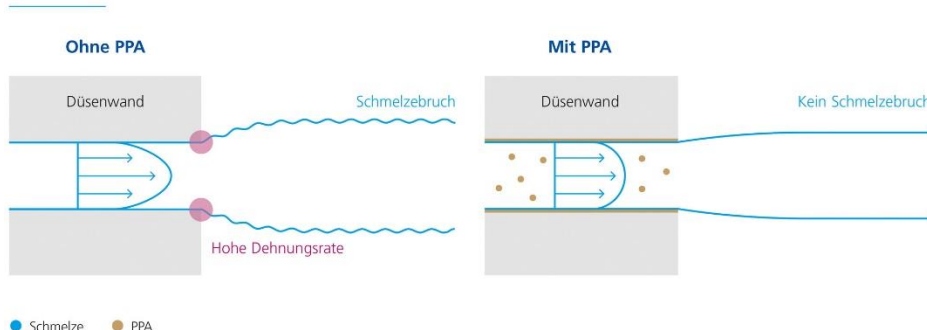 Ohne PPA
Düsenwand
Schmelzebruch
Hohe Dehnungsrate
Mit PPA
Düsenwand
Kein Schmelzebruch
Schmelze
PPA